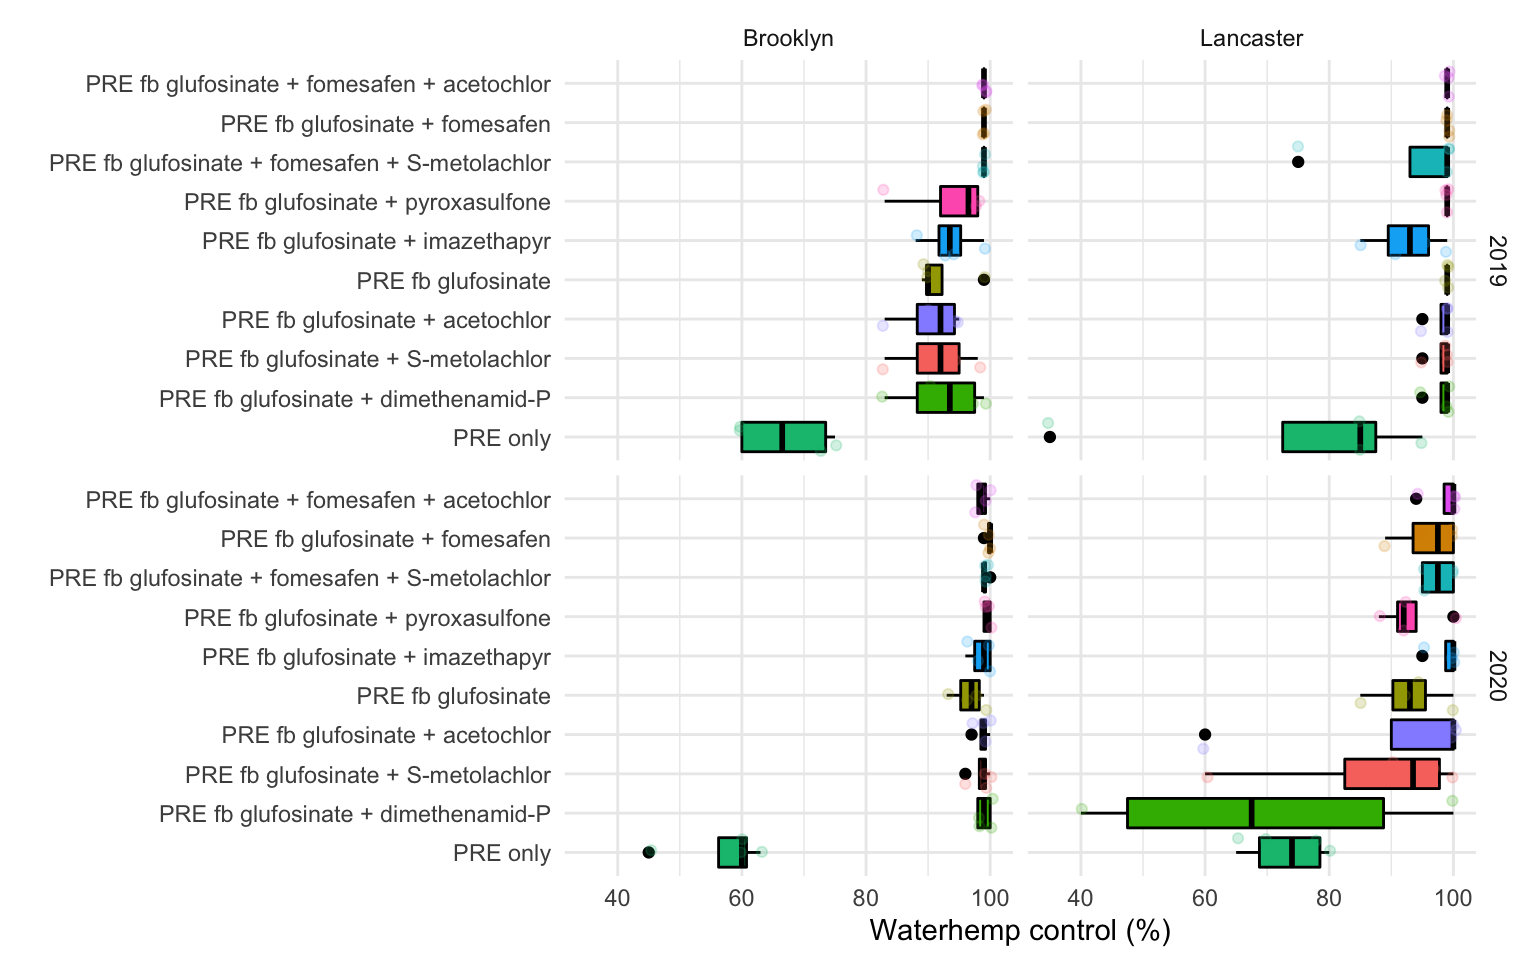 Brooklyn
Lancaster
PRE fb glufosinate + fomesafen + acetochlor
PRE fb glufosinate + fomesafen
PRE fb glufosinate + fomesafen + S-metolachlor
PRE fb glufosinate + pyroxasulfone
PRE fb glufosinate + imazethapyr
PRE fb glufosinate
PRE fb glufosinate + acetochlor
PRE fb glufosinate + S-metolachlor
PRE fb glufosinate + dimethenamid-P
PRE only
2019
PRE fb glufosinate + fomesafen + acetochlor
PRE fb glufosinate + fomesafen
PRE fb glufosinate + fomesafen + S-metolachlor
PRE fb glufosinate + pyroxasulfone
PRE fb glufosinate + imazethapyr
PRE fb glufosinate
PRE fb glufosinate + acetochlor
PRE fb glufosinate + S-metolachlor
PRE fb glufosinate + dimethenamid-P
PRE only
2020
40 60 80 100 40 60 80 100
Waterhemp control (%)